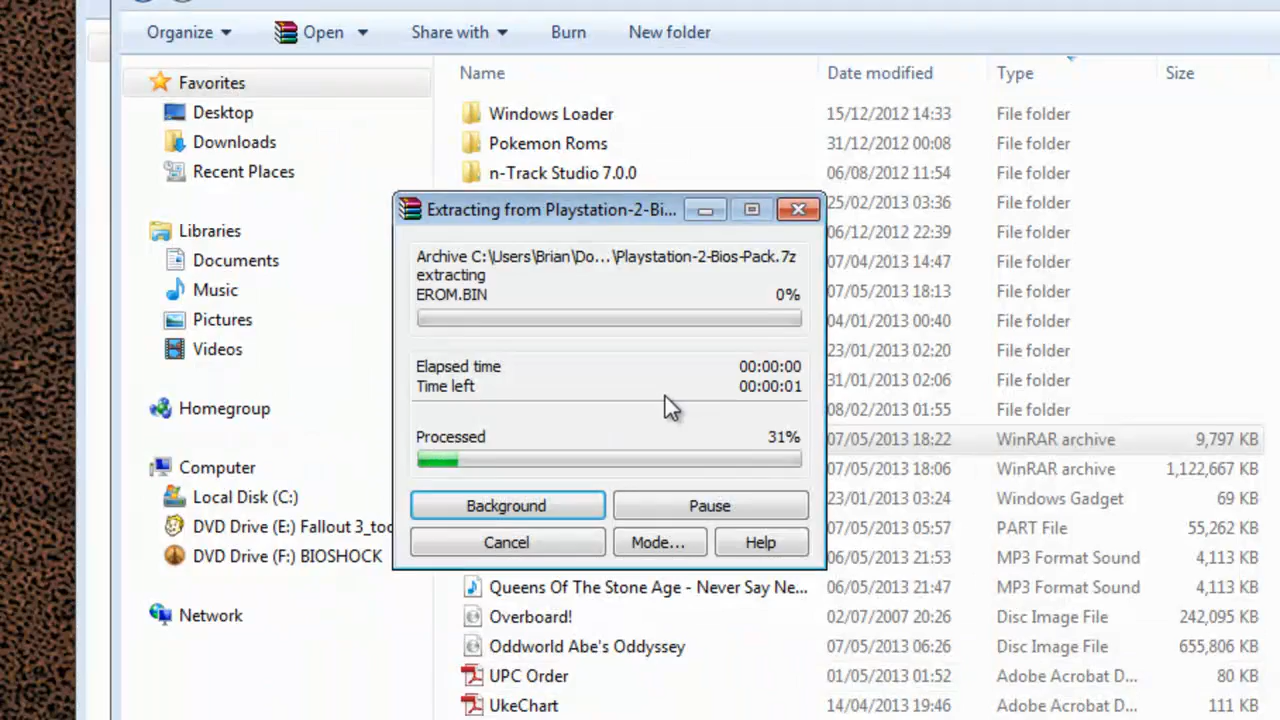 Organize Open Share with Burn New folder
Favorites
Desktop
Downloads
Recent Places
Libraries
Documents
Music
Pictures
Videos
Homegroup
Computer
Local Disk (C:)
DVD Drive (E:) Fallout 3_too
DVD Drive (F:) BIOSHOCK
Network
Name Date modified Type Size
Windows Loader 15/12/2012 14:33 File folder
Pokemon Roms 31/12/2012 00:08 File folder
n-Track Studio 7.0.0 06/08/2012 11:54 File folder
25/02/2013 03:36 File folder
06/12/2012 22:39 File folder
07/04/2013 14:47 File folder
07/05/2013 18:13 File folder
04/01/2013 00:40 File folder
23/01/2013 02:20 File folder
31/01/2013 02:06 File folder
08/02/2013 01:55 File folder
07/05/2013 18:22 WinRAR archive 9,797 KB
07/05/2013 18:06 WinRAR archive 1,122,667 KB
23/01/2013 03:24 Windows Gadget 69 KB
07/05/2013 05:57 PART File 55,262 KB
06/05/2013 21:53 MP3 Format Sound 4,113 KB
Queens Of The Stone Age - Never Say Ne... 06/05/2013 21:47 MP3 Format Sound 4,113 KB
Overboard! 02/07/2007 20:26 Disc Image File 242,095 KB
Oddworld Abe's Oddyssey 07/05/2013 06:26 Disc Image File 655,806 KB
UPC Order 01/05/2013 01:52 Adobe Acrobat D... 80 KB
UkeChart 14/04/2013 19:46 Adobe Acrobat D... 111 KB
Extracting from Playstation-2-Bi...
Archive C:\Users\Brian\Do...\Playstation-2-Bios-Pack.7z
extracting
EROM.BIN 0%
Elapsed time 00:00:00
Time left 00:00:01
Processed 31%
Background Pause
Cancel Mode... Help